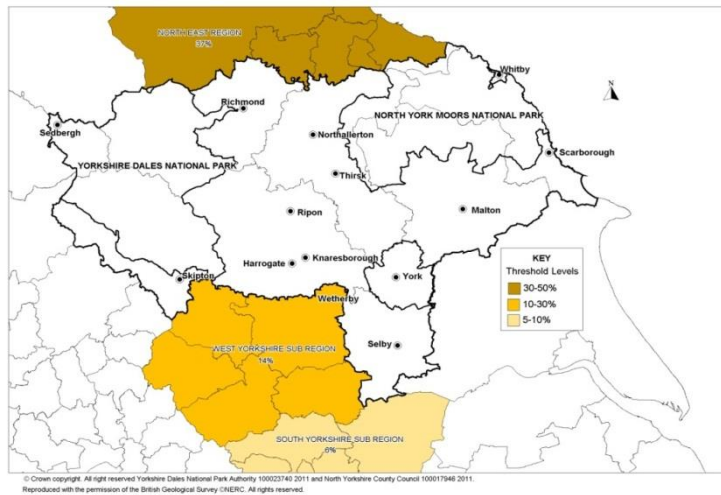 NORTH EAST REGION
37%
Whitby
Richmond
NORTH YORK MOORS NATIONAL PARK
Sedbergh
Northallerton
Scarborough
YORKSHIRE DALES NATIONAL PARK
Thirsk
Ripon
Malton
Harrogate
Knaresborough
Skipton
York
Wetherby
KEY
Threshold Levels
30-50%
10-30%
5-10%
Selby
WEST YORKSHIRE SUB REGION
14%
SOUTH YORKSHIRE SUB REGION
6%
N
© Crown copyright. All right reserved Yorkshire Dales National Park Authority 100023740 2011 and North Yorkshire County Council 100017946 2011.
Reproduced with the permission of the British Geological Survey ©NERC. All rights reserved.